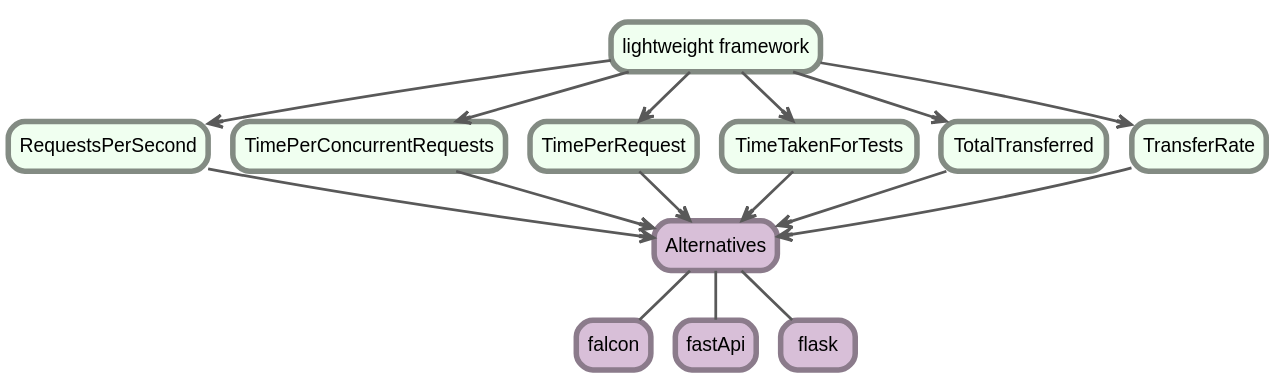 lightweight framework
RequestsPerSecond
TimePerConcurrentRequests
TimePerRequest
TimeTakenForTests
TotalTransferred
TransferRate
Alternatives
falcon
fastApi
flask